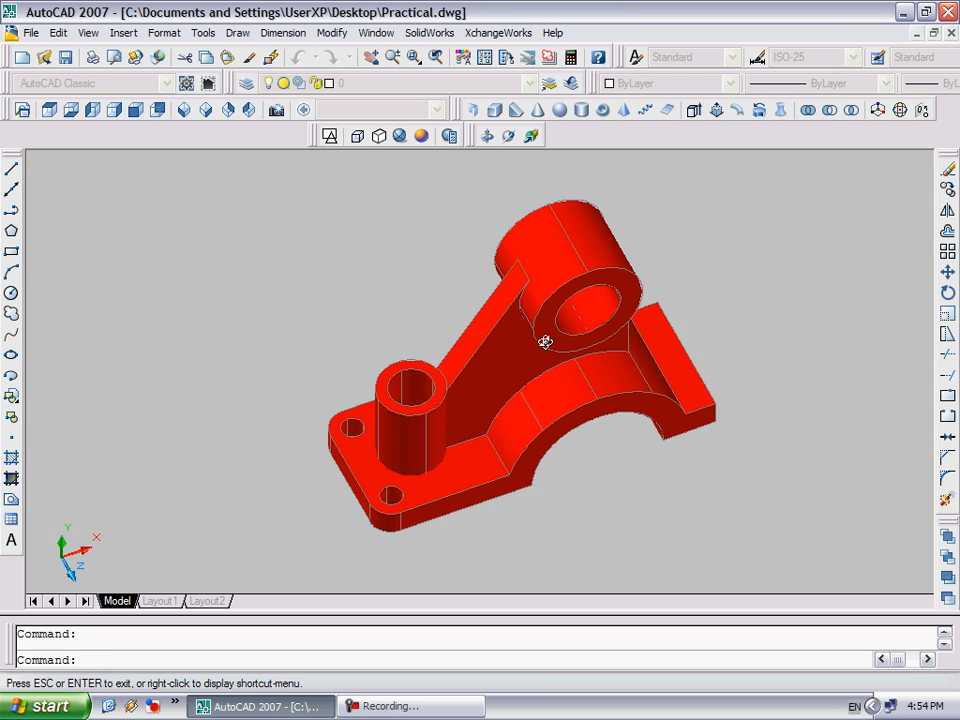 AutoCAD 2007 - [C:\Documents and Settings\UserXP\Desktop\Practical.dwg]
File Edit View Insert Format Tools Draw Dimension Modify Window SolidWorks XchangeWorks Help
Standard ISO-25 Standard
AutoCAD Classic 0 ByLayer ByLayer ByL
Y
X
Z
A
Model Layout1 Layout2
Command:
Command:
Press ESC or ENTER to exit, or right-click to display shortcut-menu.
start » AutoCAD 2007 - [C:\... Recording... EN 4:54 PM